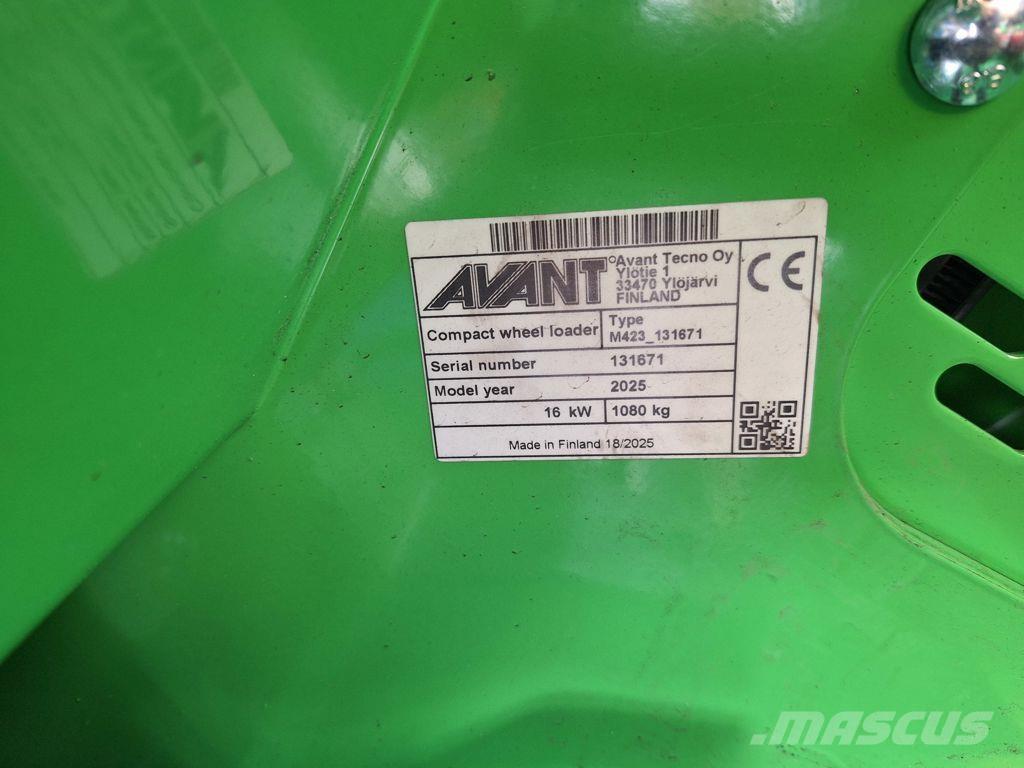 AVANT
Avant Tecno Oy
Ylötie 1
33470 Ylöjärvi
FINLAND
CE
Compact wheel loader
Type
M423_131671
Serial number 131671
Model year 2025
16 kW 1080 kg
Made in Finland 18/2025
MASCUS